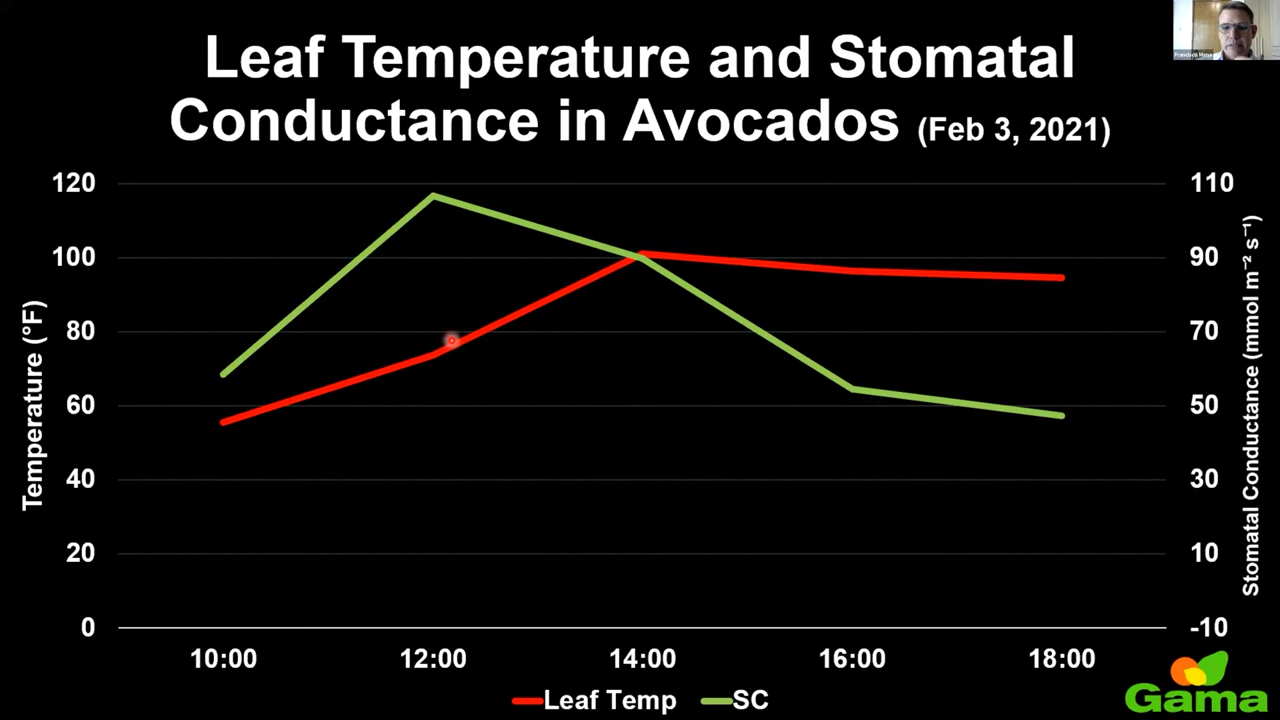 Leaf Temperature and Stomatal
Conductance in Avocados (Feb 3, 2021)
Francisco Mena
120
100
80
60
40
20
0
Temperature (°F)
110
90
70
50
30
10
-10
Stomatal Conductance (mmol m⁻² s⁻¹)
10:00 12:00 14:00 16:00 18:00
Leaf Temp SC
Gama